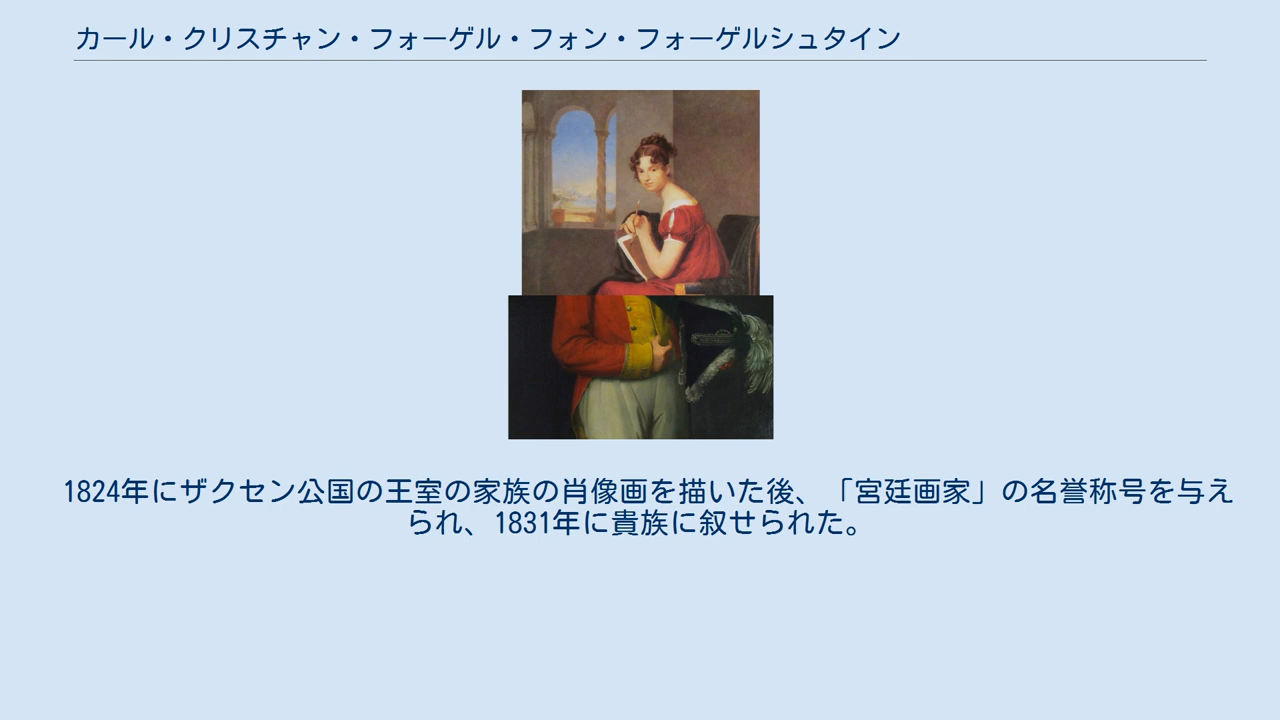 カール・クリスチャン・フォーゲル・フォン・フォーゲルシュタイン
1824年にザクセン公国の王室の家族の肖像画を描いた後、「宮廷画家」の名誉称号を与え
られ、1831年に貴族に叙せられた。